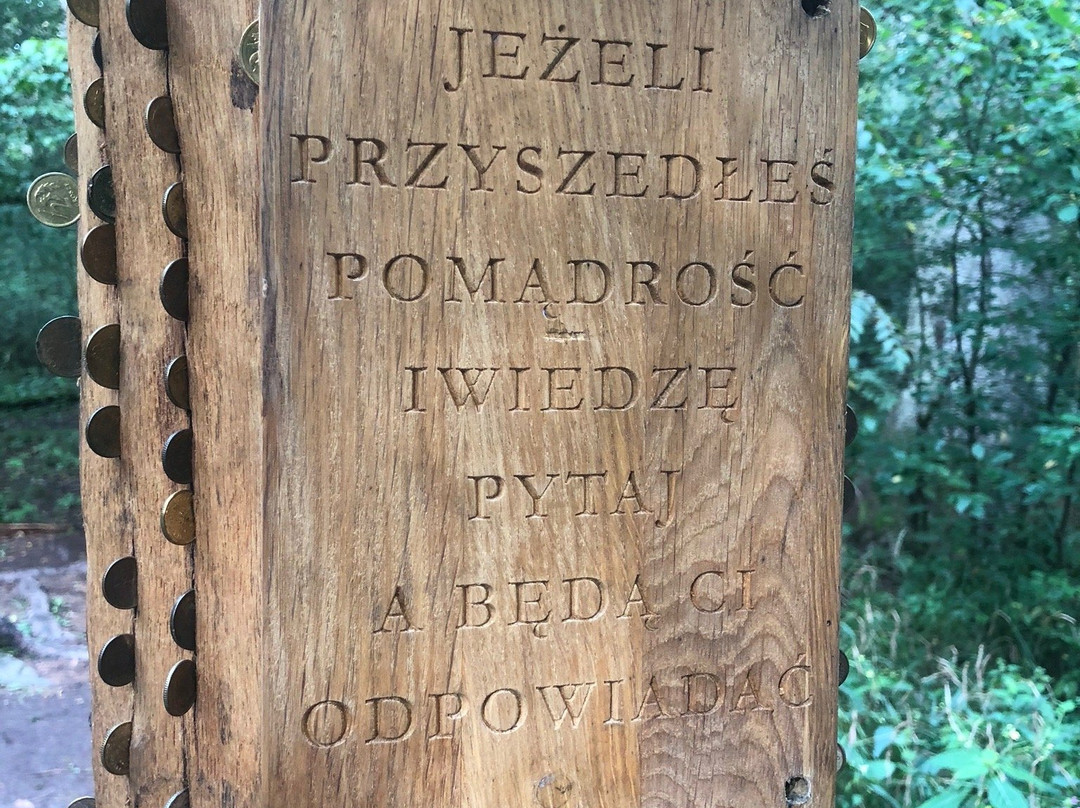 JEŻELI
PRZYSZEDŁEŚ
POMĄDROŚĆ
IWIEDZĘ
PYTAJ
A BĘDĄ CI
ODPOWIADAĆ